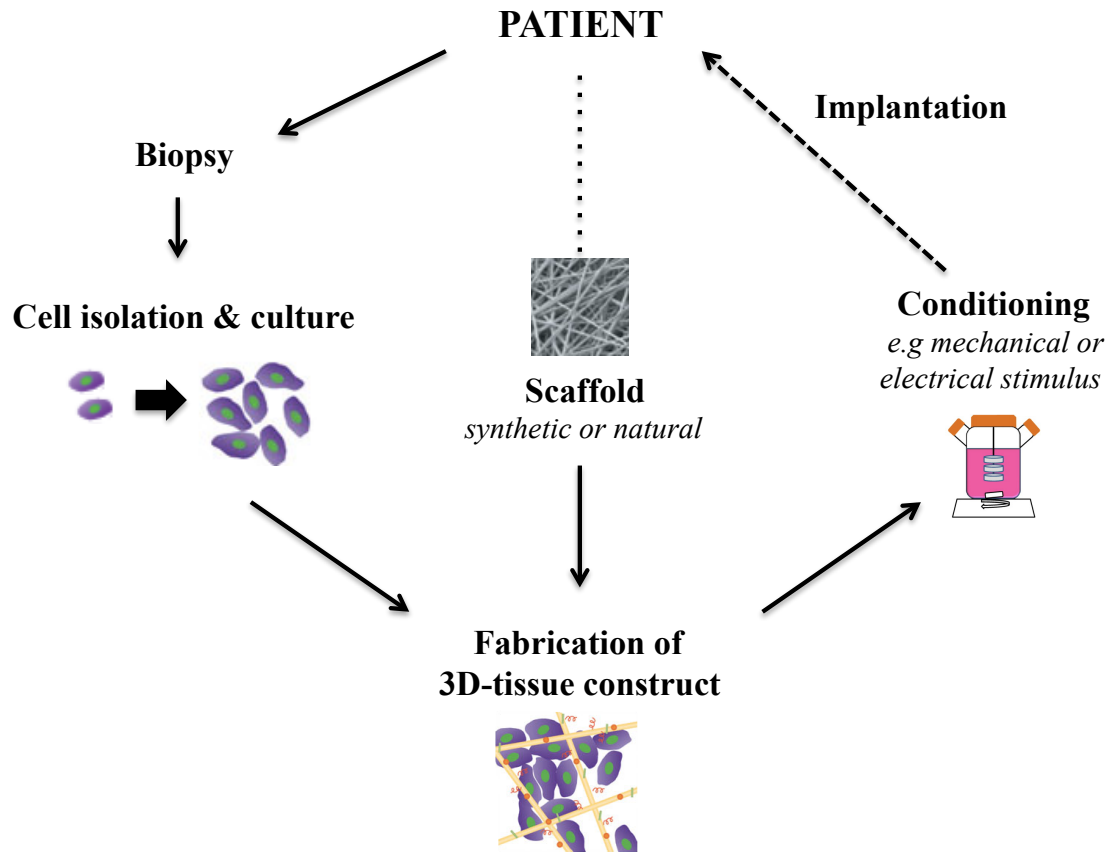 PATIENT
Implantation
Biopsy
Cell isolation & culture
Scaffold
synthetic or natural
Conditioning
e.g mechanical or
electrical stimulus
Fabrication of
3D-tissue construct